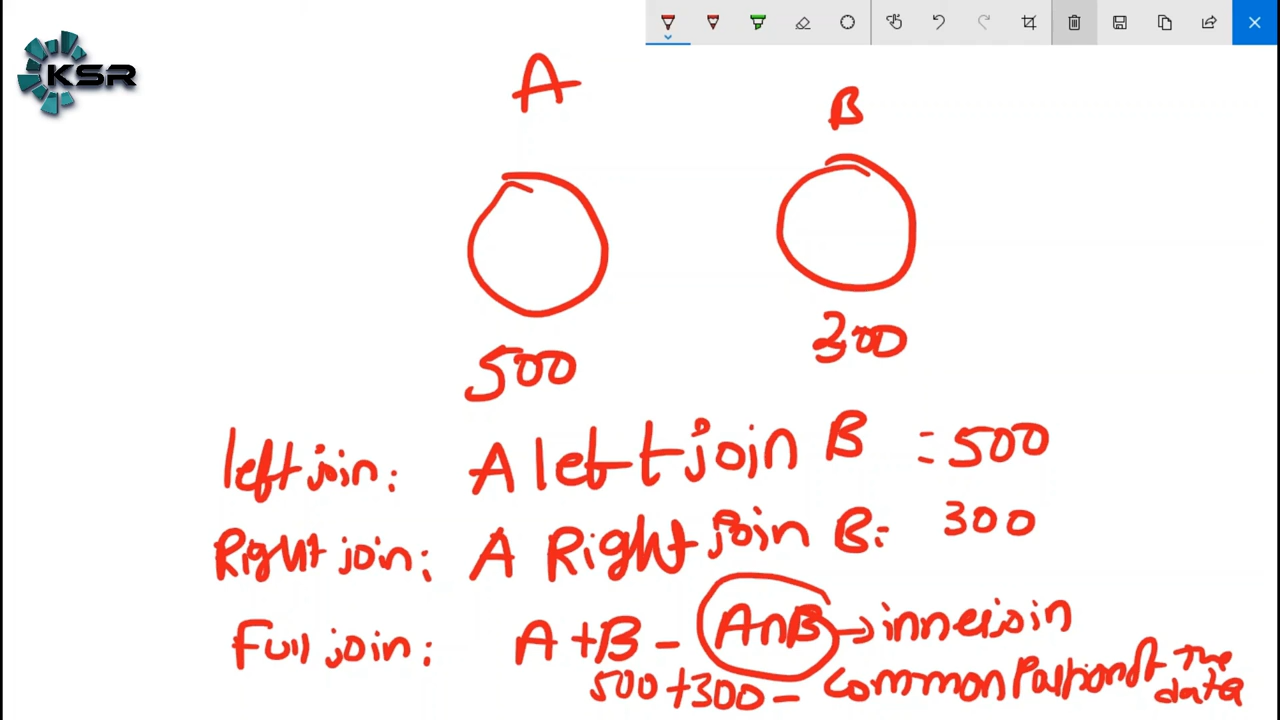 KSR
A
B
500
300
left join: A left join B = 500
Right join: A Right join B: 300
Full join: A + B - A∩B → inner join
500 + 300 - common Portion of the data